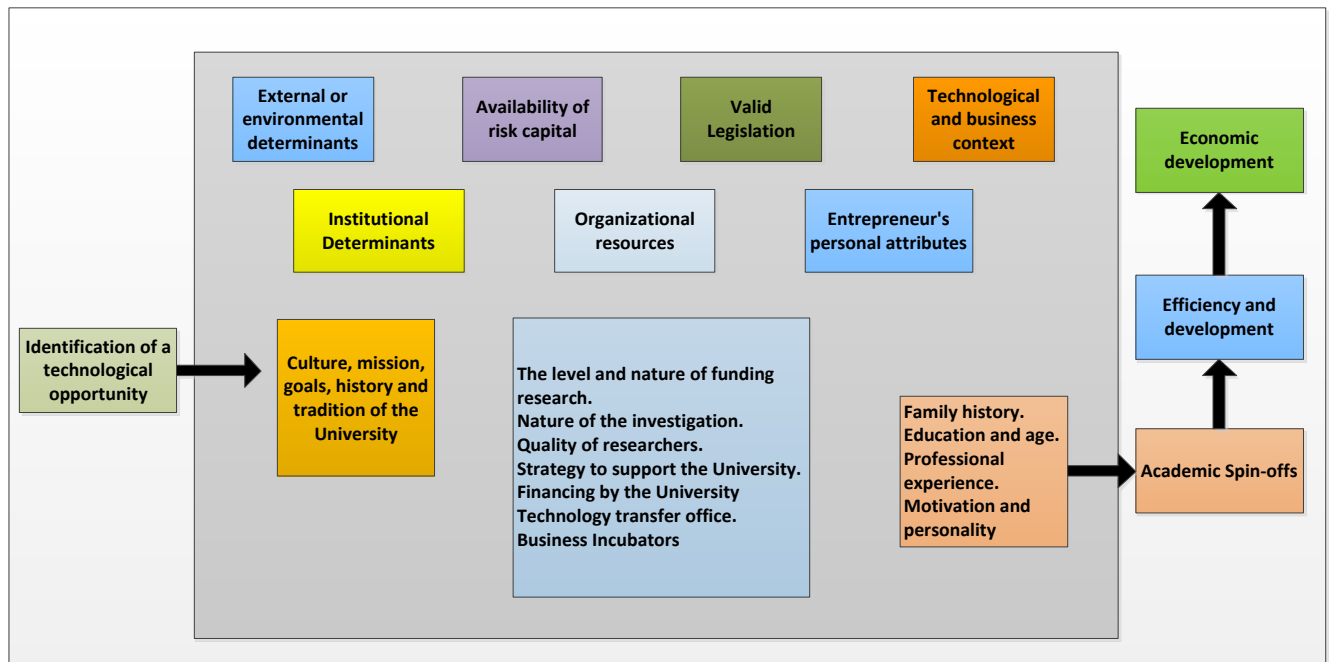 External or
environmental
determinants
Availability of
risk capital
Valid
Legislation
Technological
and business
context
Economic
development
Institutional
Determinants
Organizational
resources
Entrepreneur's
personal attributes
Efficiency and
development
Identification of a
technological
opportunity
Culture, mission,
goals, history and
tradition of the
University
The level and nature of funding
research.
Nature of the investigation.
Quality of researchers.
Strategy to support the University.
Financing by the University
Technology transfer office.
Business Incubators
Family history.
Education and age.
Professional
experience.
Motivation and
personality
Academic Spin-offs